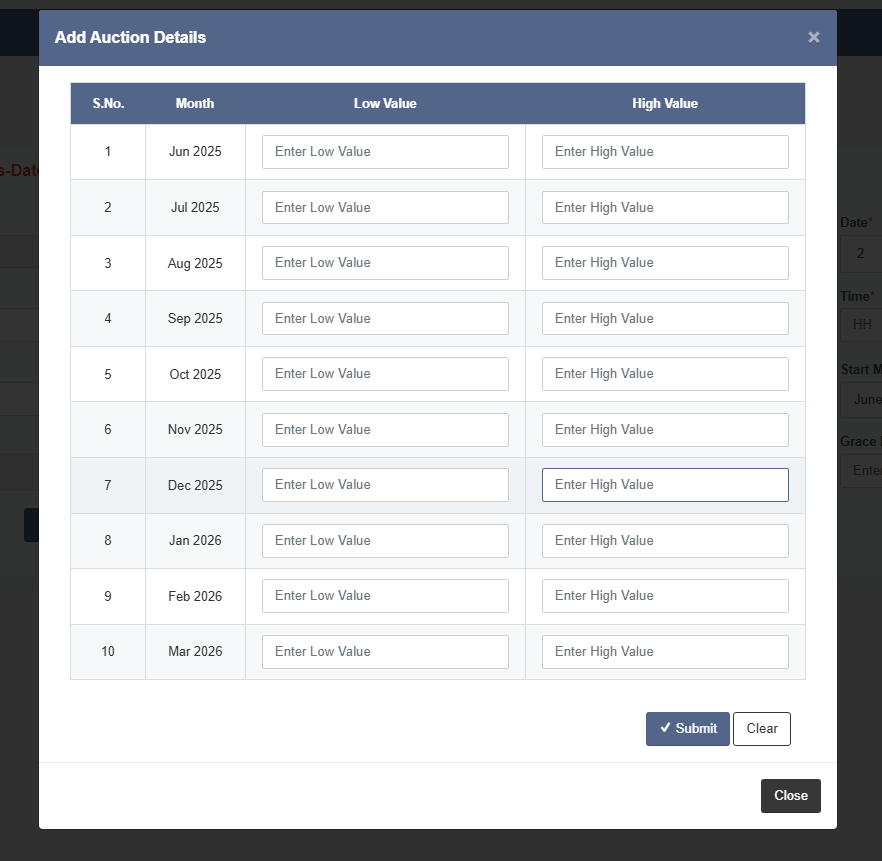 Add Auction Details ×
S.No. Month Low Value High Value
1 Jun 2025 Enter Low Value Enter High Value
2 Jul 2025 Enter Low Value Enter High Value
3 Aug 2025 Enter Low Value Enter High Value
4 Sep 2025 Enter Low Value Enter High Value
5 Oct 2025 Enter Low Value Enter High Value
6 Nov 2025 Enter Low Value Enter High Value
7 Dec 2025 Enter Low Value Enter High Value
8 Jan 2026 Enter Low Value Enter High Value
9 Feb 2026 Enter Low Value Enter High Value
10 Mar 2026 Enter Low Value Enter High Value
✔ Submit Clear
Close
Date*
2
Time*
HH
Start M
June
Grace
Enter